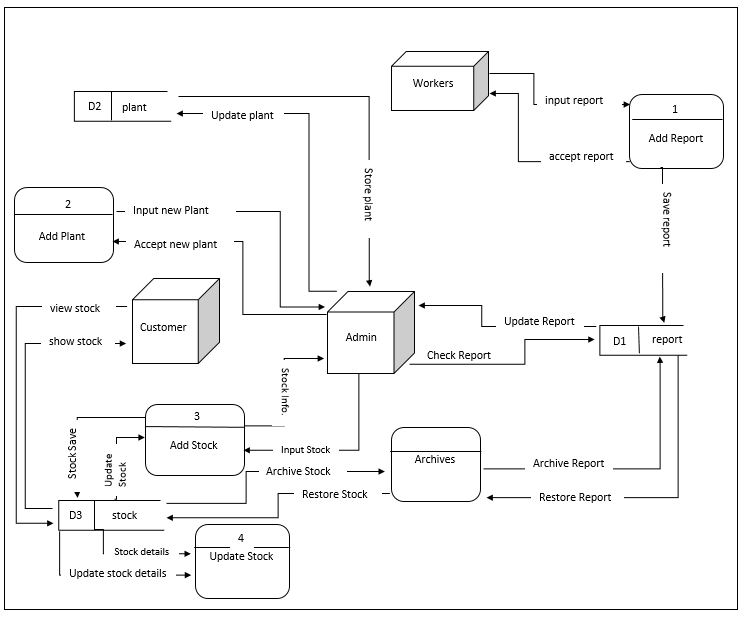 Workers
D2
plant
input report
1
Add Report
Update plant
accept report
Store plant
Save report
2
Add Plant
Input new Plant
Accept new plant
Customer
view stock
show stock
Admin
Update Report
D1
report
Check Report
Stock Info.
3
Add Stock
Input Stock
Stock Save
Update
Stock
Archives
Archive Stock
Archive Report
Restore Stock
Restore Report
D3
stock
4
Update Stock
Stock details
Update stock details